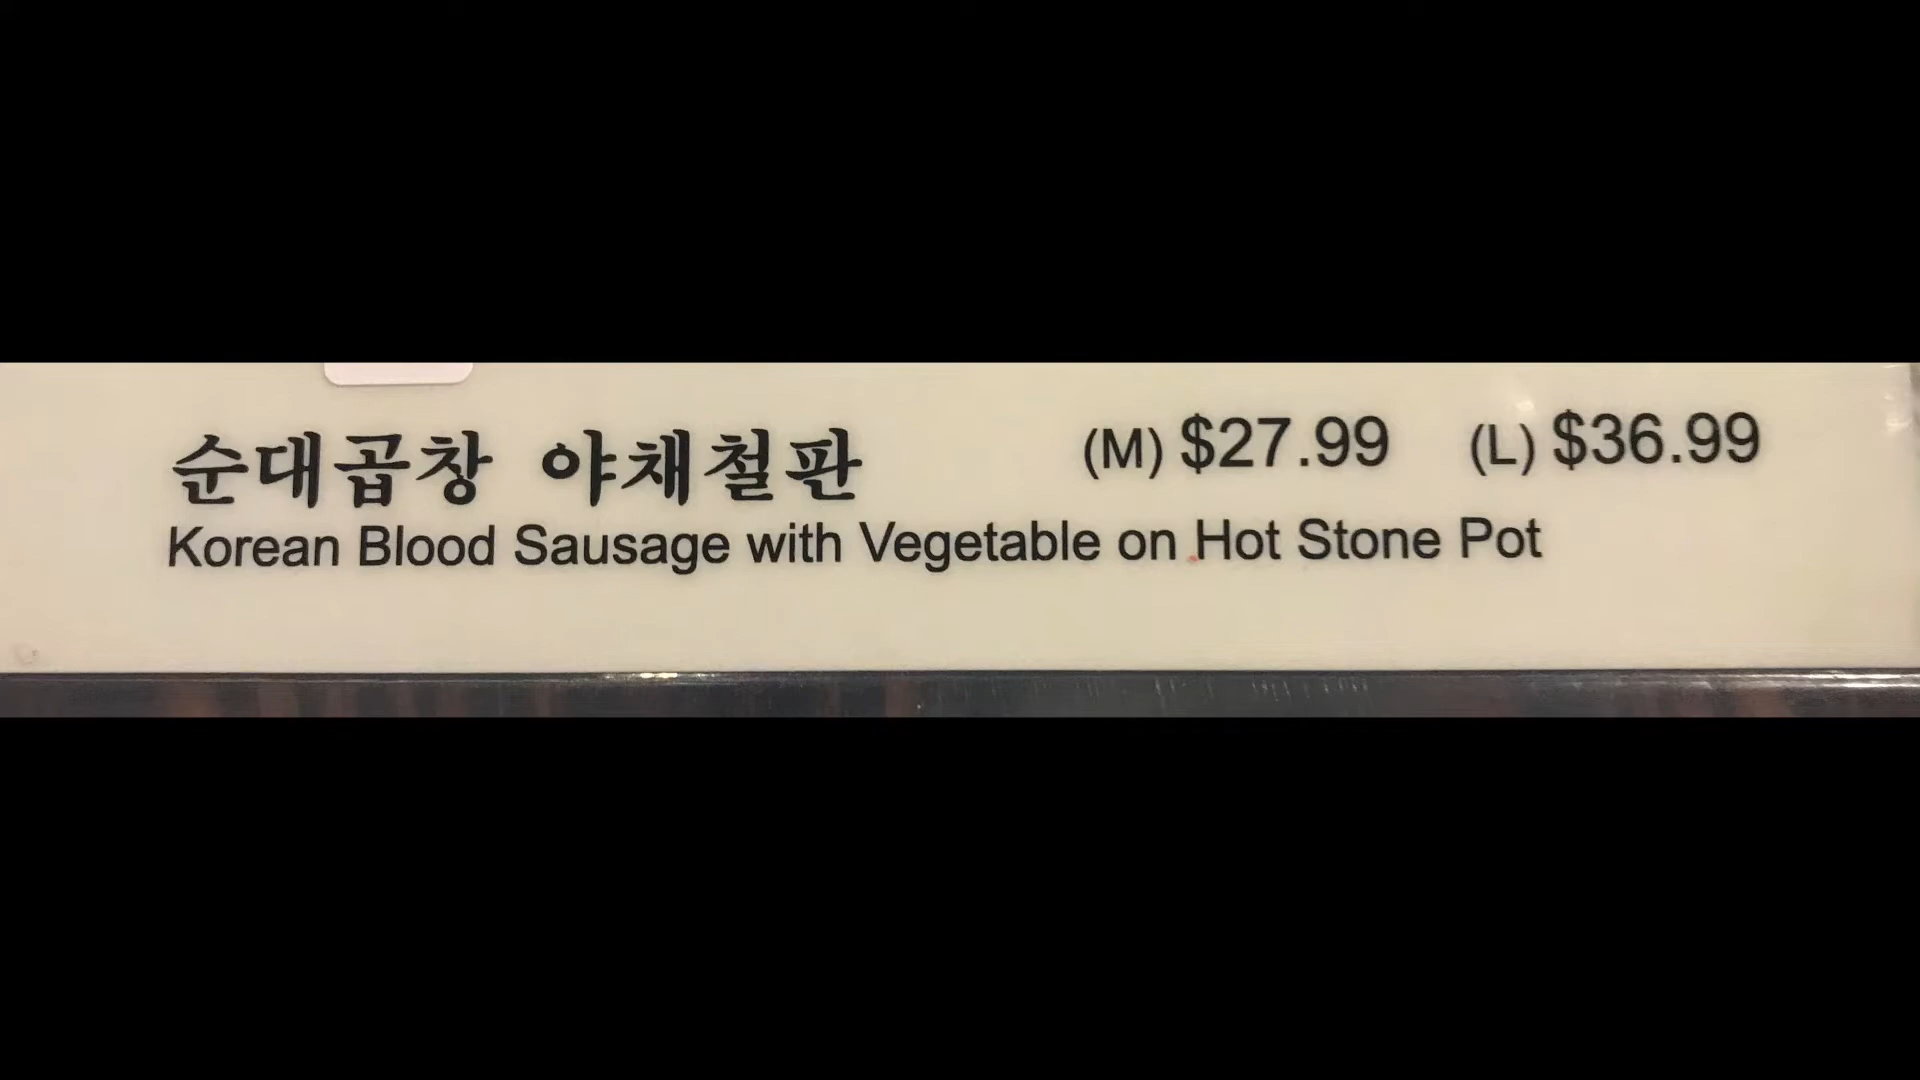 순대곱창 야채철판 (M) $27.99 (L) $36.99
Korean Blood Sausage with Vegetable on Hot Stone Pot